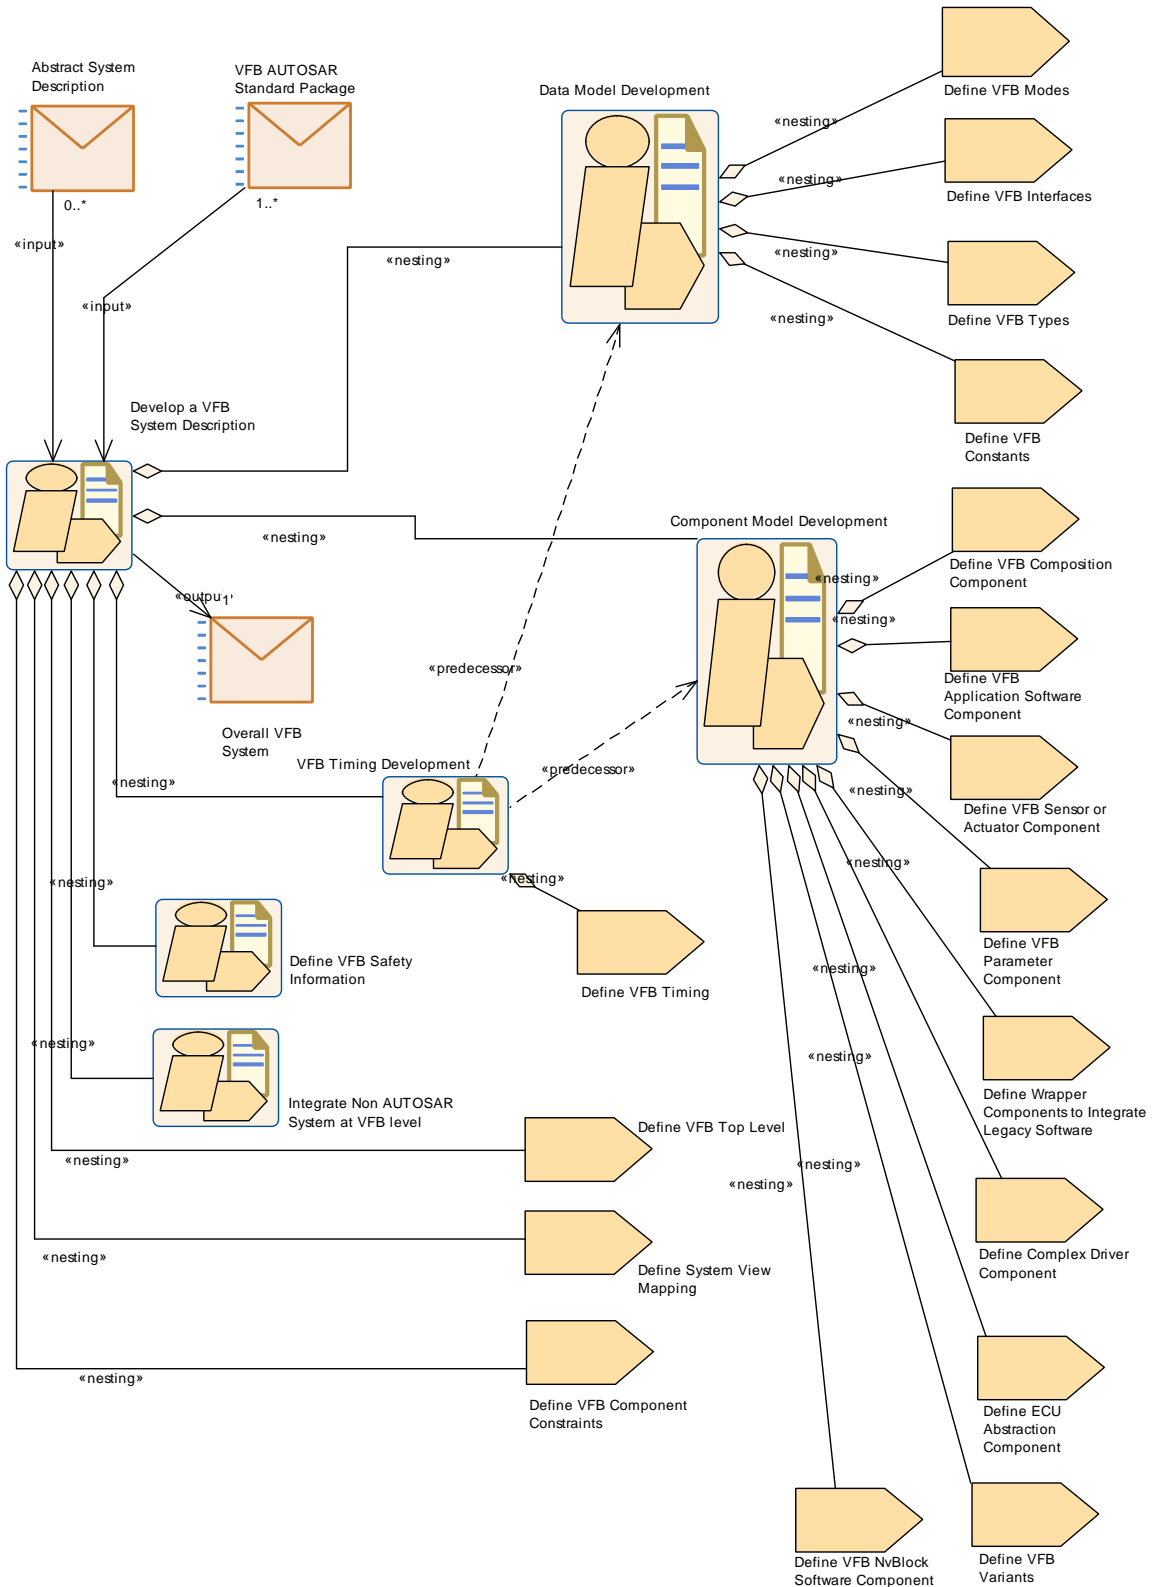 Abstract System
Description
VFB AUTOSAR
Standard Package
Data Model Development
Define VFB Modes
«nesting»
0..*
1..*
«nesting»
Define VFB Interfaces
«input»
«nesting»
«nesting»
«input»
«nesting»
Define VFB Types
Develop a VFB
System Description
Define VFB
Constants
«nesting»
Component Model Development
Define VFB Composition
Component
«nesting»
«output»
1
«nesting»
Define VFB
Application Software
Component
«predecessor»
«nesting»
Overall VFB
System
VFB Timing Development
«predecessor»
«nesting»
«nesting»
Define VFB Sensor or
Actuator Component
«nesting»
«nesting»
«nesting»
Define VFB Safety
Information
Define VFB Timing
«nesting»
Define VFB
Parameter
Component
«nesting»
«nesting»
Integrate Non AUTOSAR
System at VFB level
Define Wrapper
Components to Integrate
Legacy Software
Define VFB Top Level
«nesting»
«nesting»
«nesting»
«nesting»
Define System View
Mapping
Define Complex Driver
Component
«nesting»
Define VFB Component
Constraints
Define ECU
Abstraction
Component
Define VFB NvBlock
Software Component
Define VFB
Variants